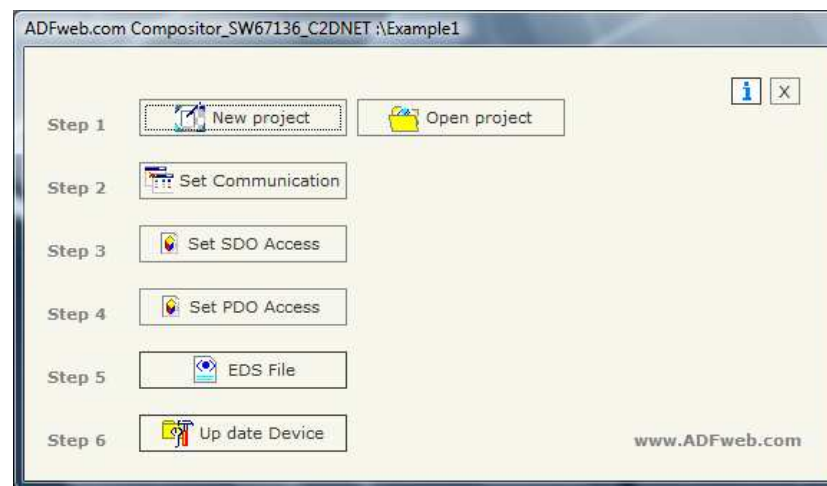 ADFweb.com Compositor_SW67136_C2DNET :\Example1
i X
Step 1 New project Open project
Step 2 Set Communication
Step 3 Set SDO Access
Step 4 Set PDO Access
Step 5 EDS File
Step 6 Up date Device
www.ADFweb.com